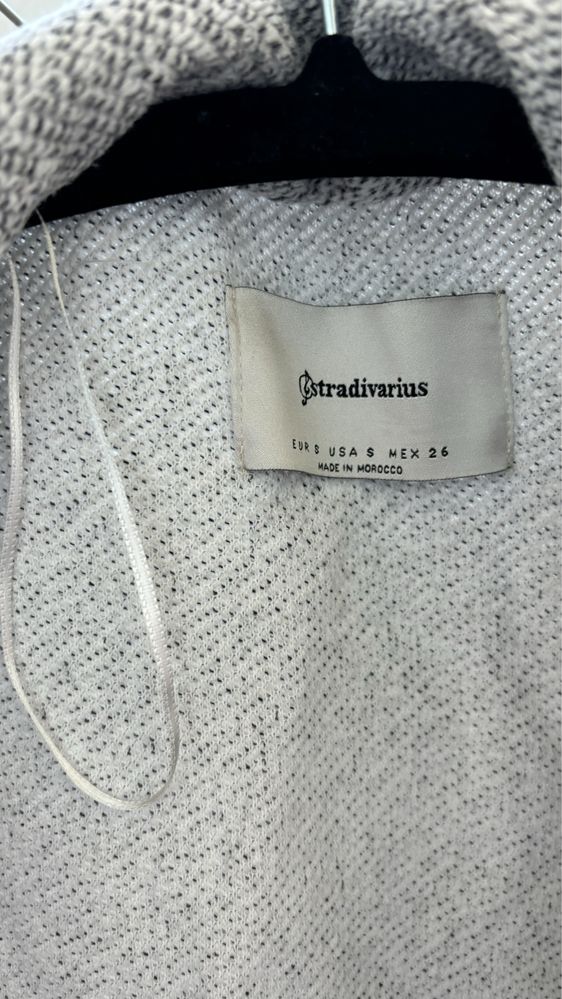 stradivarius
EUR S USA S MEX 26
MADE IN MOROCCO